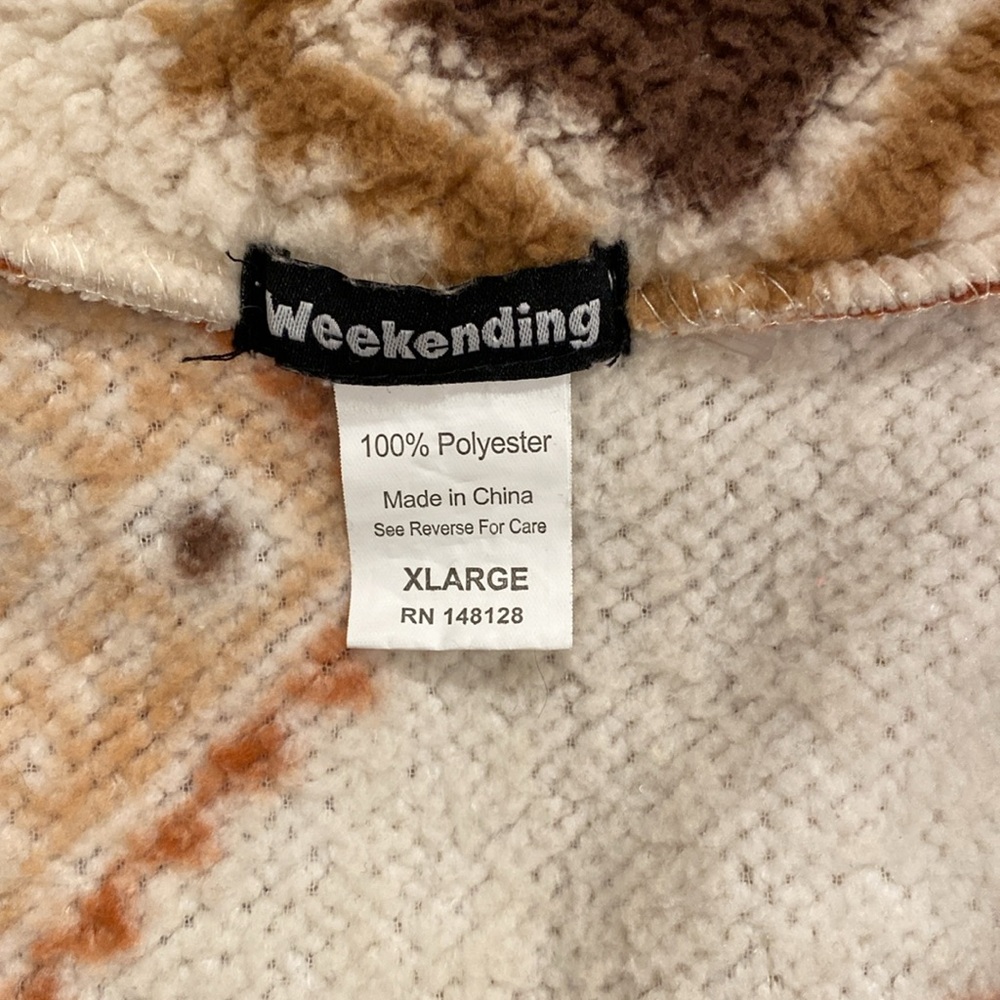 Weekending
100% Polyester
Made in China
See Reverse For Care
XLARGE
RN 148128